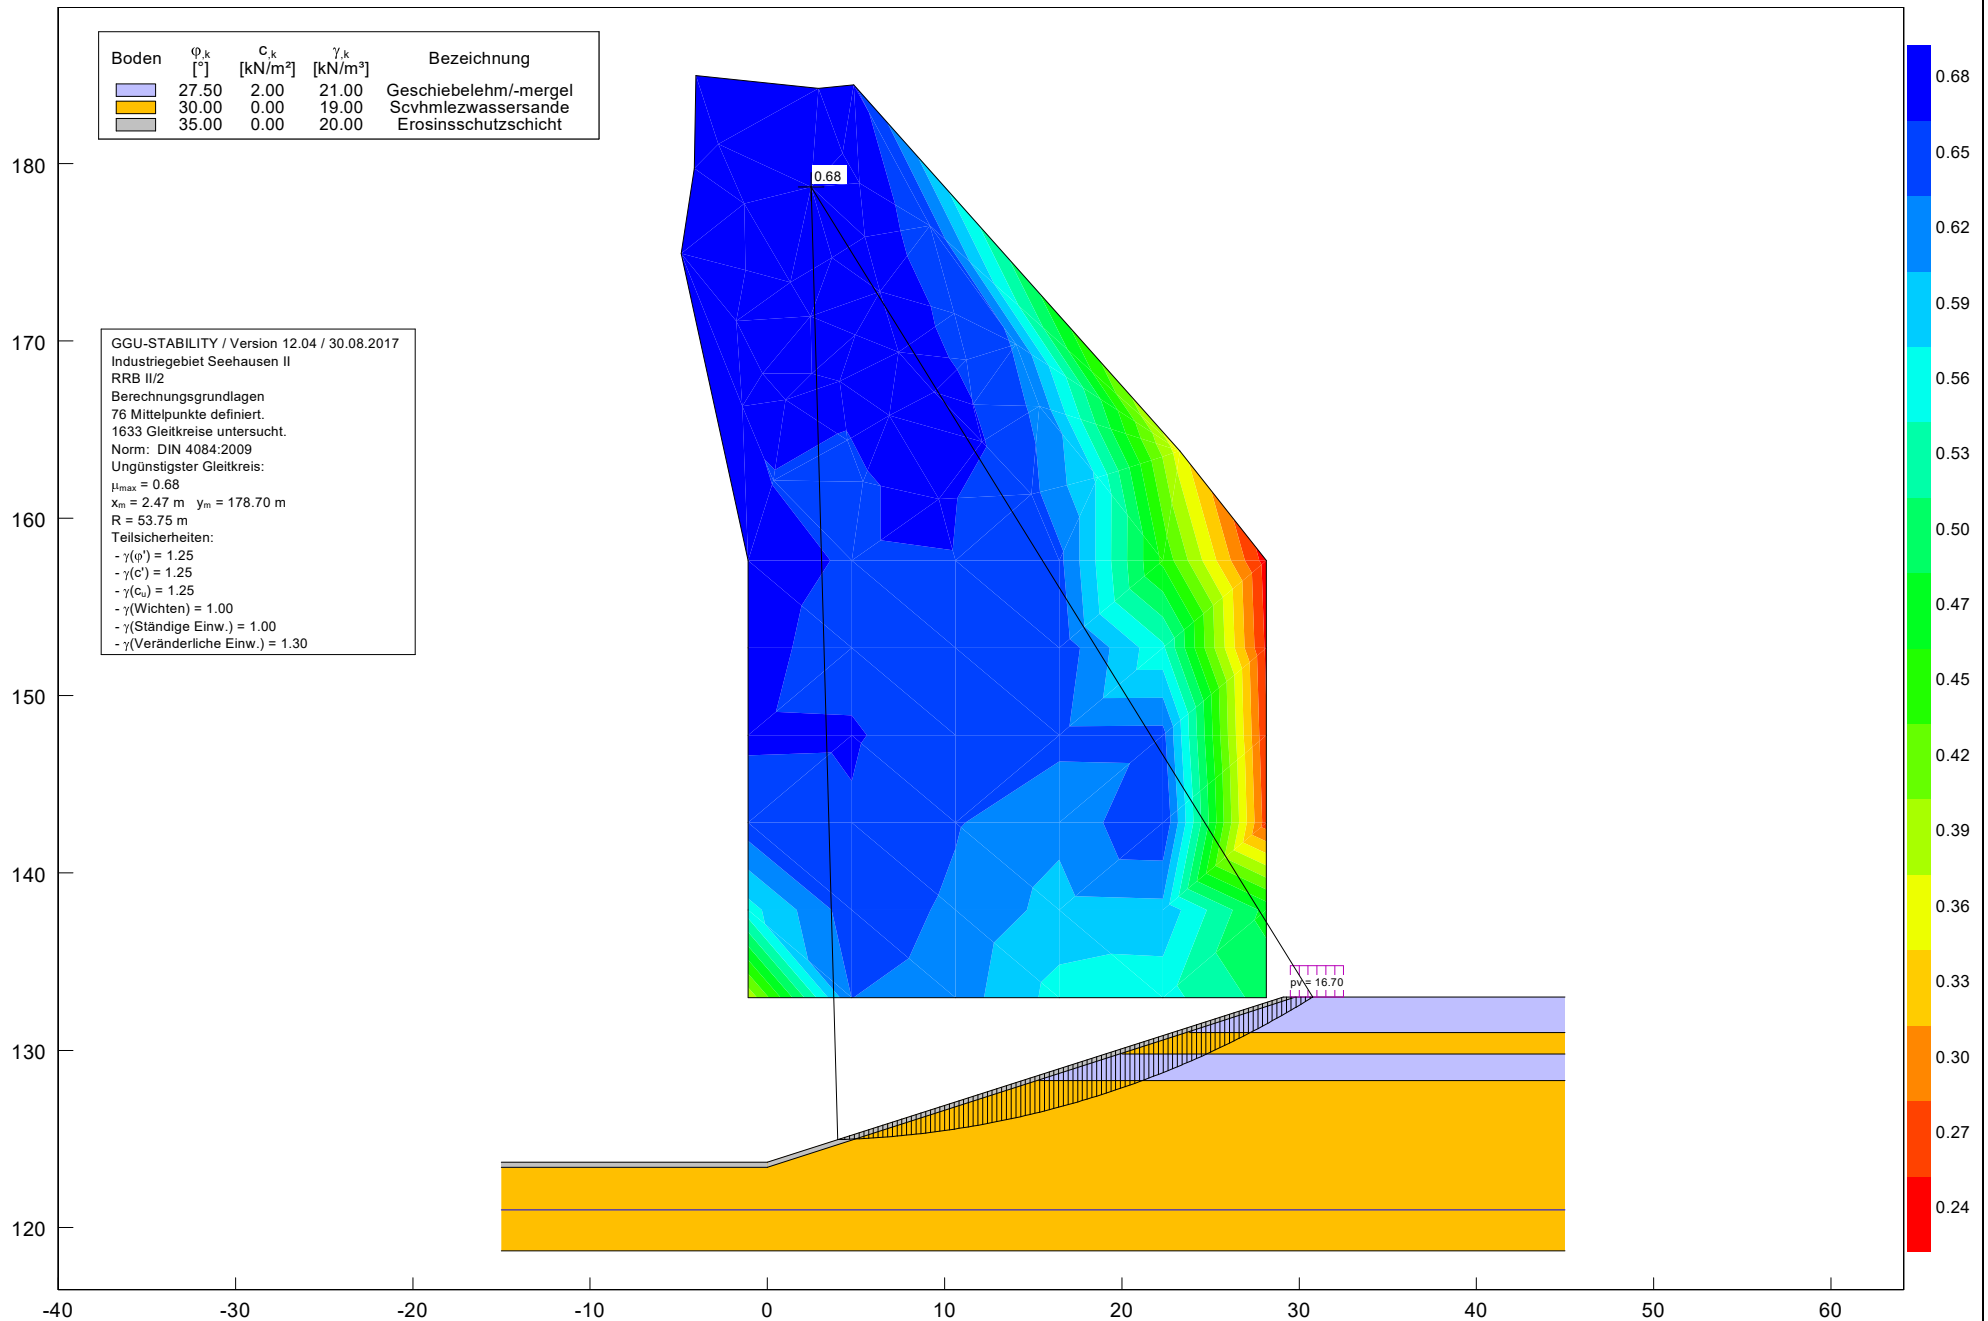 Boden φ,k c,k γ,k Bezeichnung
[°] [kN/m²] [kN/m³]
27.50 2.00 21.00 Geschiebelehm/-mergel
30.00 0.00 19.00 Scvhmlezwassersande
35.00 0.00 20.00 Erosinsschutzschicht
GGU-STABILITY / Version 12.04 / 30.08.2017
Industriegebiet Seehausen II
RRB II/2
Berechnungsgrundlagen
76 Mittelpunkte definiert.
1633 Gleitkreise untersucht.
Norm: DIN 4084:2009
Ungünstigster Gleitkreis:
μmax = 0.68
xm = 2.47 m ym = 178.70 m
R = 53.75 m
Teilsicherheiten:
- γ(φ') = 1.25
- γ(c') = 1.25
- γ(cu) = 1.25
- γ(Wichten) = 1.00
- γ(Ständige Einw.) = 1.00
- γ(Veränderliche Einw.) = 1.30
0.68
pv = 16.70
180
170
160
150
140
130
120
-40 -30 -20 -10 0 10 20 30 40 50 60
0.68
0.65
0.62
0.59
0.56
0.53
0.50
0.47
0.45
0.42
0.39
0.36
0.33
0.30
0.27
0.24